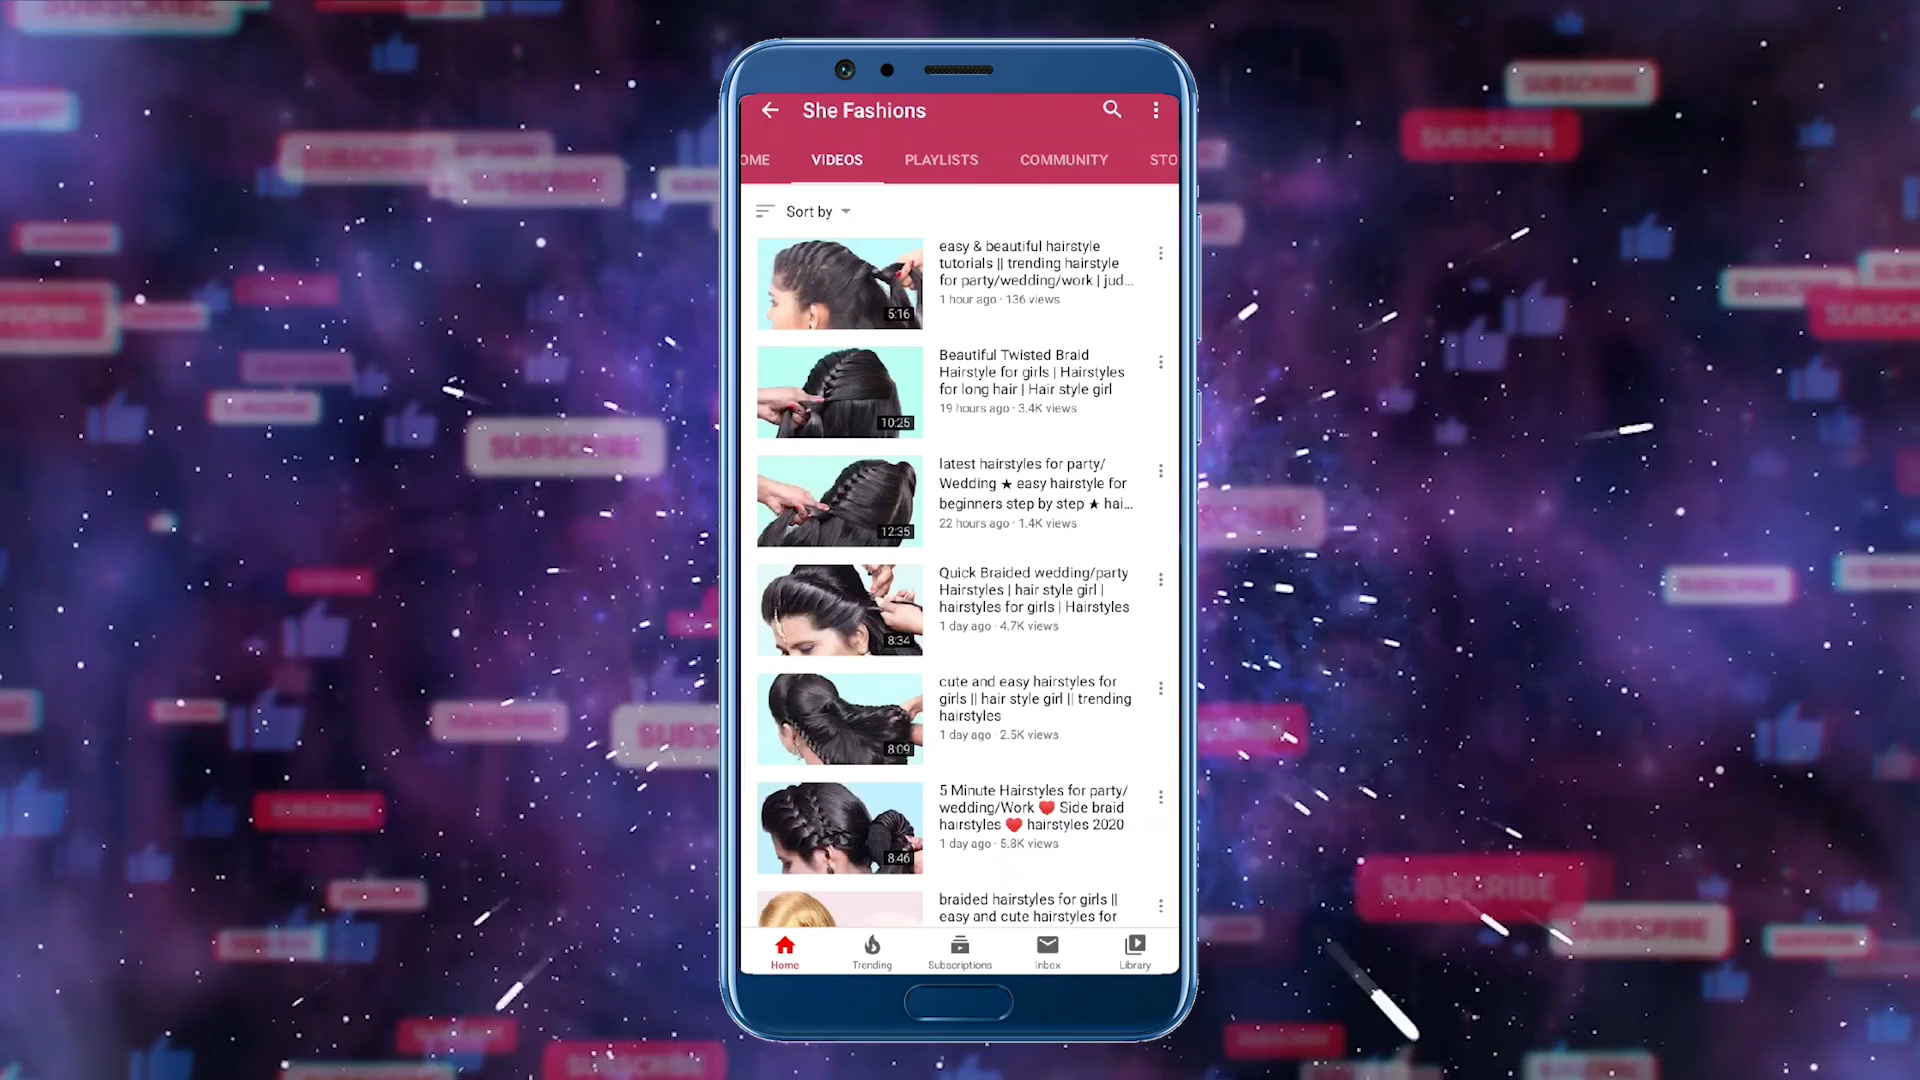 She Fashions
OME VIDEOS PLAYLISTS COMMUNITY STO
Sort by
easy & beautiful hairstyle
tutorials || trending hairstyle
for party/wedding/work | jud...
1 hour ago · 136 views
5:16
Beautiful Twisted Braid
Hairstyle for girls | Hairstyles
for long hair | Hair style girl
19 hours ago · 3.4K views
10:25
latest hairstyles for party/
Wedding ★ easy hairstyle for
beginners step by step ★ hai...
22 hours ago · 1.4K views
12:35
Quick Braided wedding/party
Hairstyles | hair style girl |
hairstyles for girls | Hairstyles
1 day ago · 4.7K views
8:34
cute and easy hairstyles for
girls || hair style girl || trending
hairstyles
1 day ago · 2.5K views
8:09
5 Minute Hairstyles for party/
wedding/Work ♥ Side braid
hairstyles ♥ hairstyles 2020
1 day ago · 5.8K views
8:46
braided hairstyles for girls ||
easy and cute hairstyles for
Home Trending Subscriptions Inbox Library
SUBSCRIBE
SUBSCRIBE
SUBSCRIBE
SUBSCRIBE
SUBSCRIBE
SUBSCRIBE